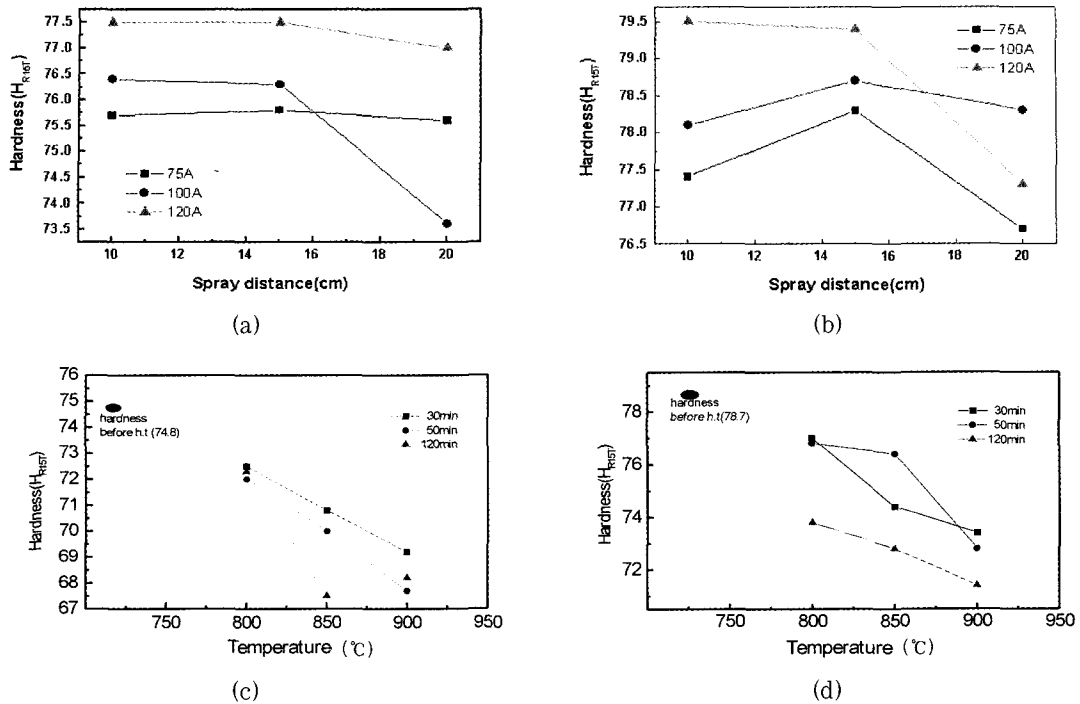 77.5
77.0
76.5
76.0
75.5
75.0
74.5
74.0
73.5
Hardness(HR15T)
75A
100A
120A
10 12 14 16 18 20
Spray distance(cm)
(a)
79.5
79.0
78.5
78.0
77.5
77.0
76.5
Hardness(HR15T)
75A
100A
120A
10 12 14 16 18 20
Spray distance(cm)
(b)
76
75
74
73
72
71
70
69
68
67
Hardness(HR15T)
hardness
before h.t (74.8)
30min
50min
120min
750 800 850 900 950
Temperature (℃)
(c)
78
76
74
72
Hardness(HR15T)
hardness
before h.t(78.7)
30min
50min
120min
750 800 850 900 950
Temperature (℃)
(d)